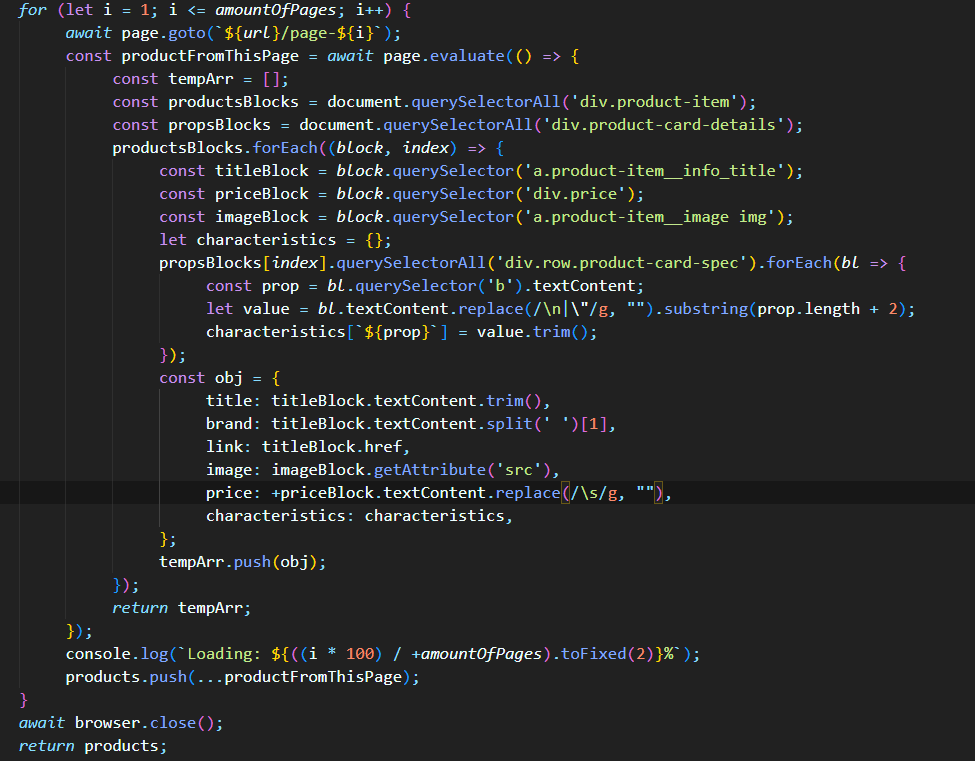 for (let i = 1; i <= amountOfPages; i++) {
    await page.goto(`${url}/page-${i}`);
    const productFromThisPage = await page.evaluate(() => {
        const tempArr = [];
        const productsBlocks = document.querySelectorAll('div.product-item');
        const propsBlocks = document.querySelectorAll('div.product-card-details');
        productsBlocks.forEach((block, index) => {
            const titleBlock = block.querySelector('a.product-item__info_title');
            const priceBlock = block.querySelector('div.price');
            const imageBlock = block.querySelector('a.product-item__image img');
            let characteristics = {};
            propsBlocks[index].querySelectorAll('div.row.product-card-spec').forEach(bl => {
                const prop = bl.querySelector('b').textContent;
                let value = bl.textContent.replace(/\n|\"/g, "").substring(prop.length + 2);
                characteristics[`${prop}`] = value.trim();
            });
            const obj = {
                title: titleBlock.textContent.trim(),
                brand: titleBlock.textContent.split(' ')[1],
                link: titleBlock.href,
                image: imageBlock.getAttribute('src'),
                price: +priceBlock.textContent.replace(/\s/g, ""),
                characteristics: characteristics,
            };
            tempArr.push(obj);
        });
        return tempArr;
    });
    console.log(`Loading: ${((i * 100) / +amountOfPages).toFixed(2)}%`);
    products.push(...productFromThisPage);
}
await browser.close();
return products;